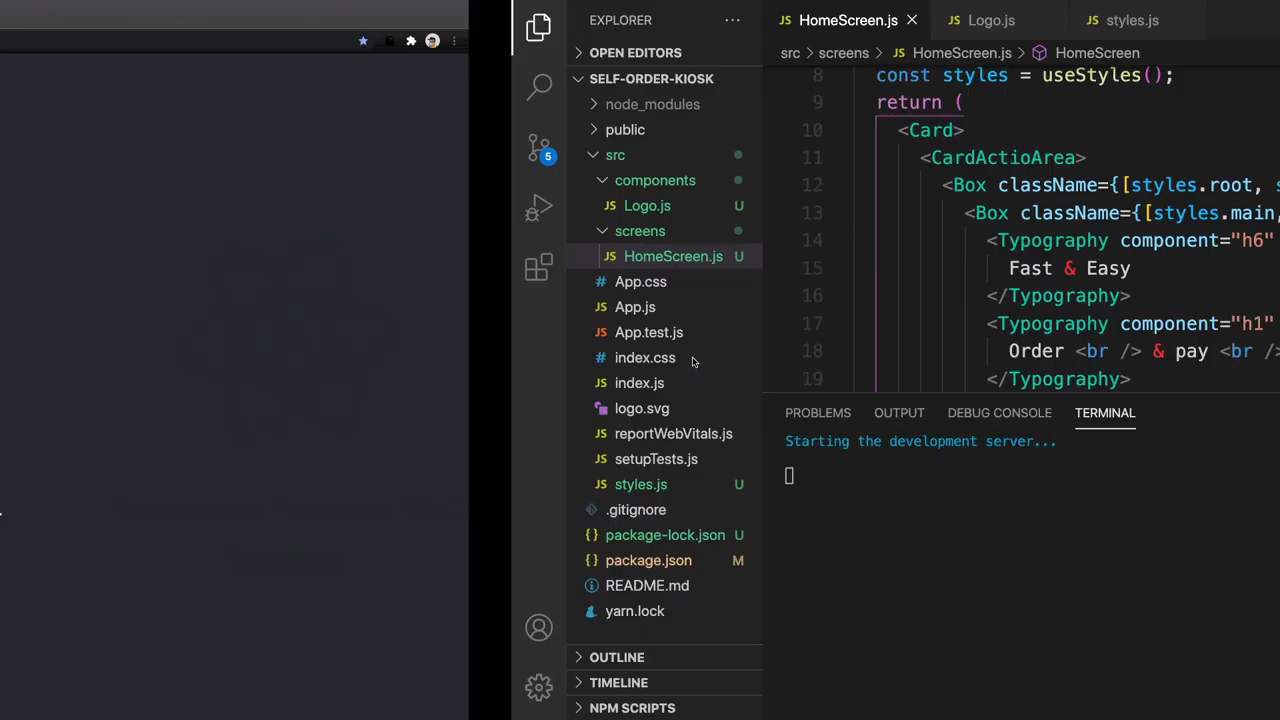 EXPLORER
OPEN EDITORS
SELF-ORDER-KIOSK
node_modules
public
src
components
JS Logo.js U
screens
JS HomeScreen.js U
# App.css
JS App.js
JS App.test.js
# index.css
JS index.js
logo.svg
JS reportWebVitals.js
JS setupTests.js
JS styles.js U
.gitignore
{} package-lock.json U
{} package.json M
README.md
yarn.lock
OUTLINE
TIMELINE
NPM SCRIPTS
5
JS HomeScreen.js JS Logo.js JS styles.js
src > screens > JS HomeScreen.js > HomeScreen
8 const styles = useStyles();
9 return (
10 <Card>
11 <CardActioArea>
12 <Box className={[styles.root, s
13 <Box className={[styles.main,
14 <Typography component="h6"
15 Fast & Easy
16 </Typography>
17 <Typography component="h1"
18 Order <br /> & pay <br />
19 </Typography>
PROBLEMS OUTPUT DEBUG CONSOLE TERMINAL
Starting the development server...